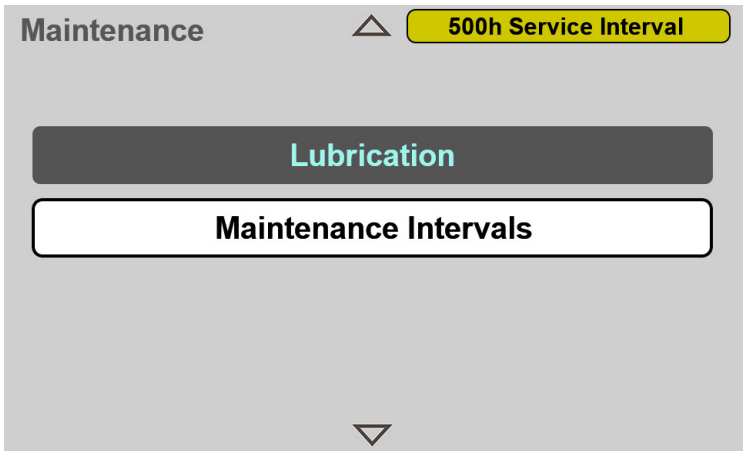 Maintenance
500h Service Interval
Lubrication
Maintenance Intervals